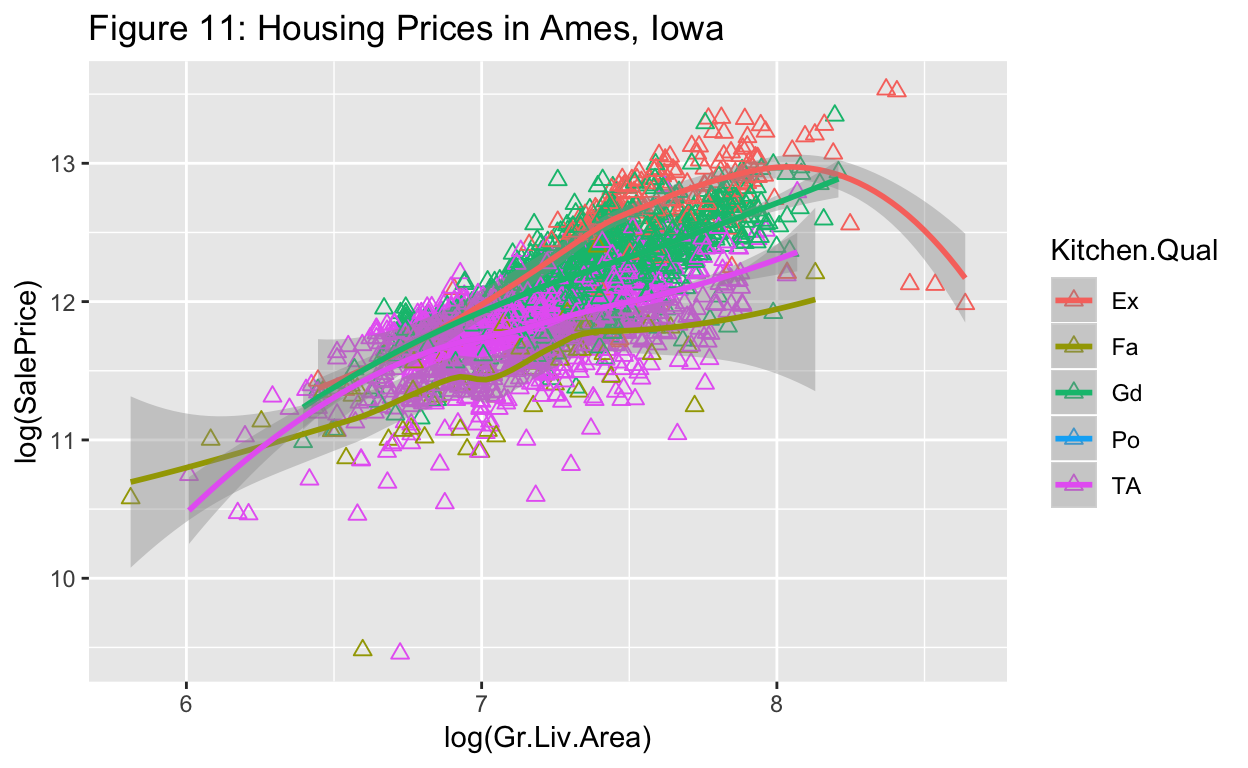 Figure 11: Housing Prices in Ames, Iowa
13
12
11
10
log(SalePrice)
6
7
8
log(Gr.Liv.Area)
Kitchen.Qual
Ex
Fa
Gd
Po
TA